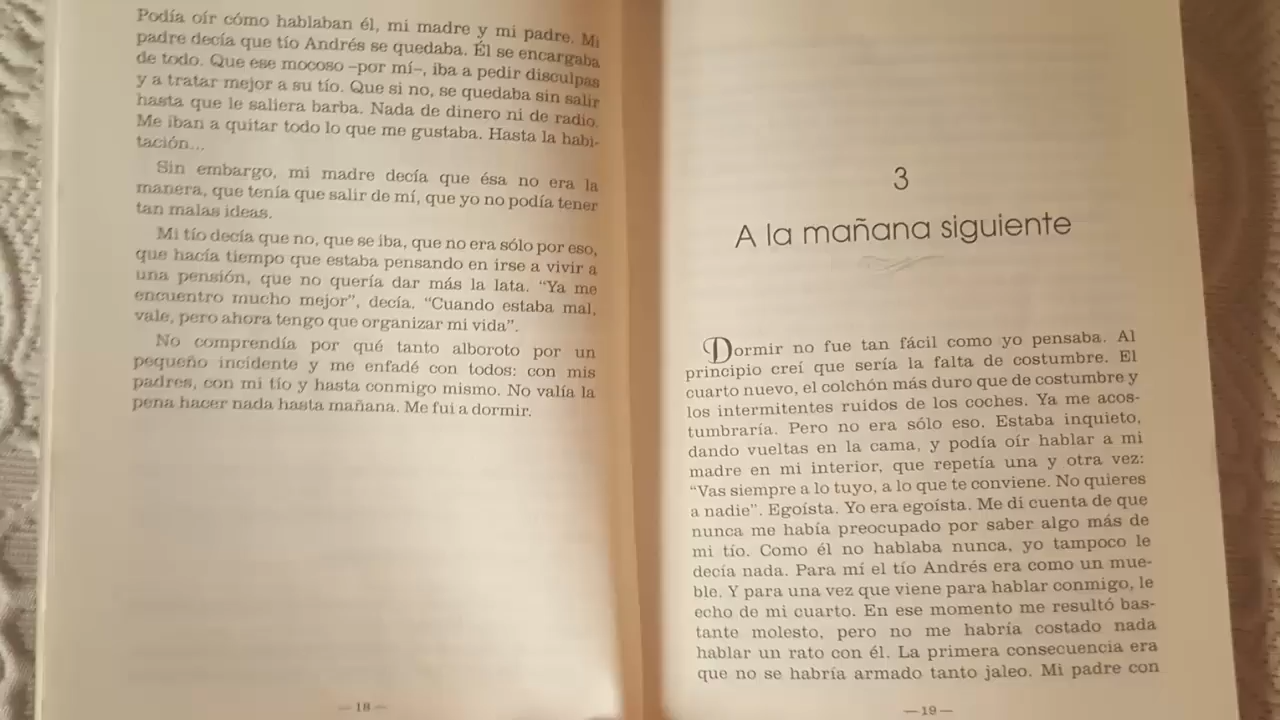 Podía oír cómo hablaban él, mi madre y mi padre. Mi
padre decía que tío Andrés se quedaba. Él se encargaba
de todo. Que ese mocoso –por mí–, iba a pedir disculpas
y a tratar mejor a su tío. Que si no, se quedaba sin salir
hasta que le saliera barba. Nada de dinero ni de radio.
Me iban a quitar todo lo que me gustaba. Hasta la habi-
tación...
Sin embargo, mi madre decía que ésa no era la
manera, que tenía que salir de mí, que yo no podía tener
tan malas ideas.
Mi tío decía que no, que se iba, que no era sólo por eso,
que hacía tiempo que estaba pensando en irse a vivir a
una pensión, que no quería dar más la lata. “Ya me
encuentro mucho mejor”, decía. “Cuando estaba mal,
vale, pero ahora tengo que organizar mi vida”.
No comprendía por qué tanto alboroto por un
pequeño incidente y me enfadé con todos: con mis
padres, con mi tío y hasta conmigo mismo. No valía la
pena hacer nada hasta mañana. Me fui a dormir.
— 18 —
3
A la mañana siguiente
Dormir no fue tan fácil como yo pensaba. Al
principio creí que sería la falta de costumbre. El
cuarto nuevo, el colchón más duro que de costumbre y
los intermitentes ruidos de los coches. Ya me acos-
tumbraría. Pero no era sólo eso. Estaba inquieto,
dando vueltas en la cama, y podía oír hablar a mi
madre en mi interior, que repetía una y otra vez:
“Vas siempre a lo tuyo, a lo que te conviene. No quieres
a nadie”. Egoísta. Yo era egoísta. Me di cuenta de que
nunca me había preocupado por saber algo más de
mi tío. Como él no hablaba nunca, yo tampoco le
decía nada. Para mí el tío Andrés era como un mue-
ble. Y para una vez que viene para hablar conmigo, le
echo de mi cuarto. En ese momento me resultó bas-
tante molesto, pero no me habría costado nada
hablar un rato con él. La primera consecuencia era
que no se habría armado tanto jaleo. Mi padre con
— 19 —